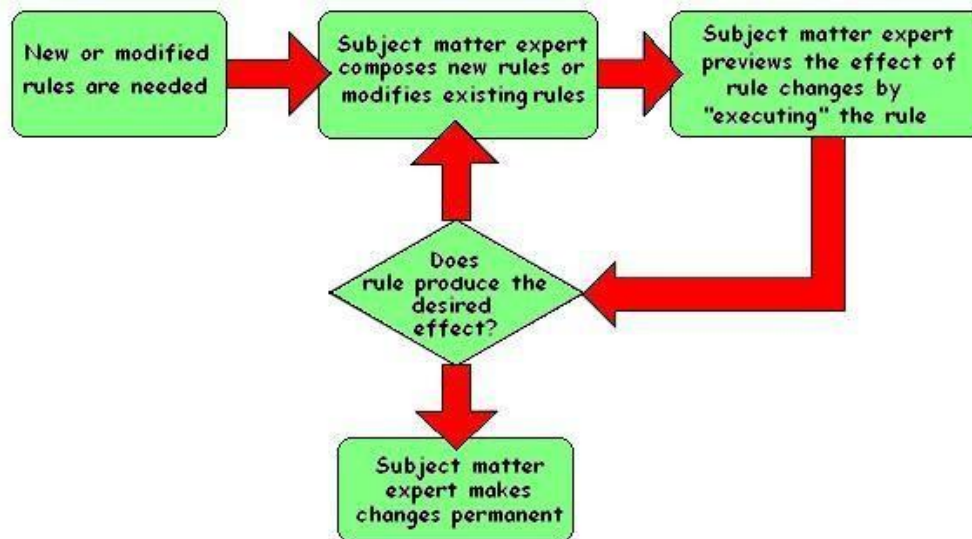 New or modified
rules are needed
Subject matter expert
composes new rules or
modifies existing rules
Subject matter expert
previews the effect of
rule changes by
"executing" the rule
Does
rule produce the
desired
effect?
Subject matter
expert makes
changes permanent